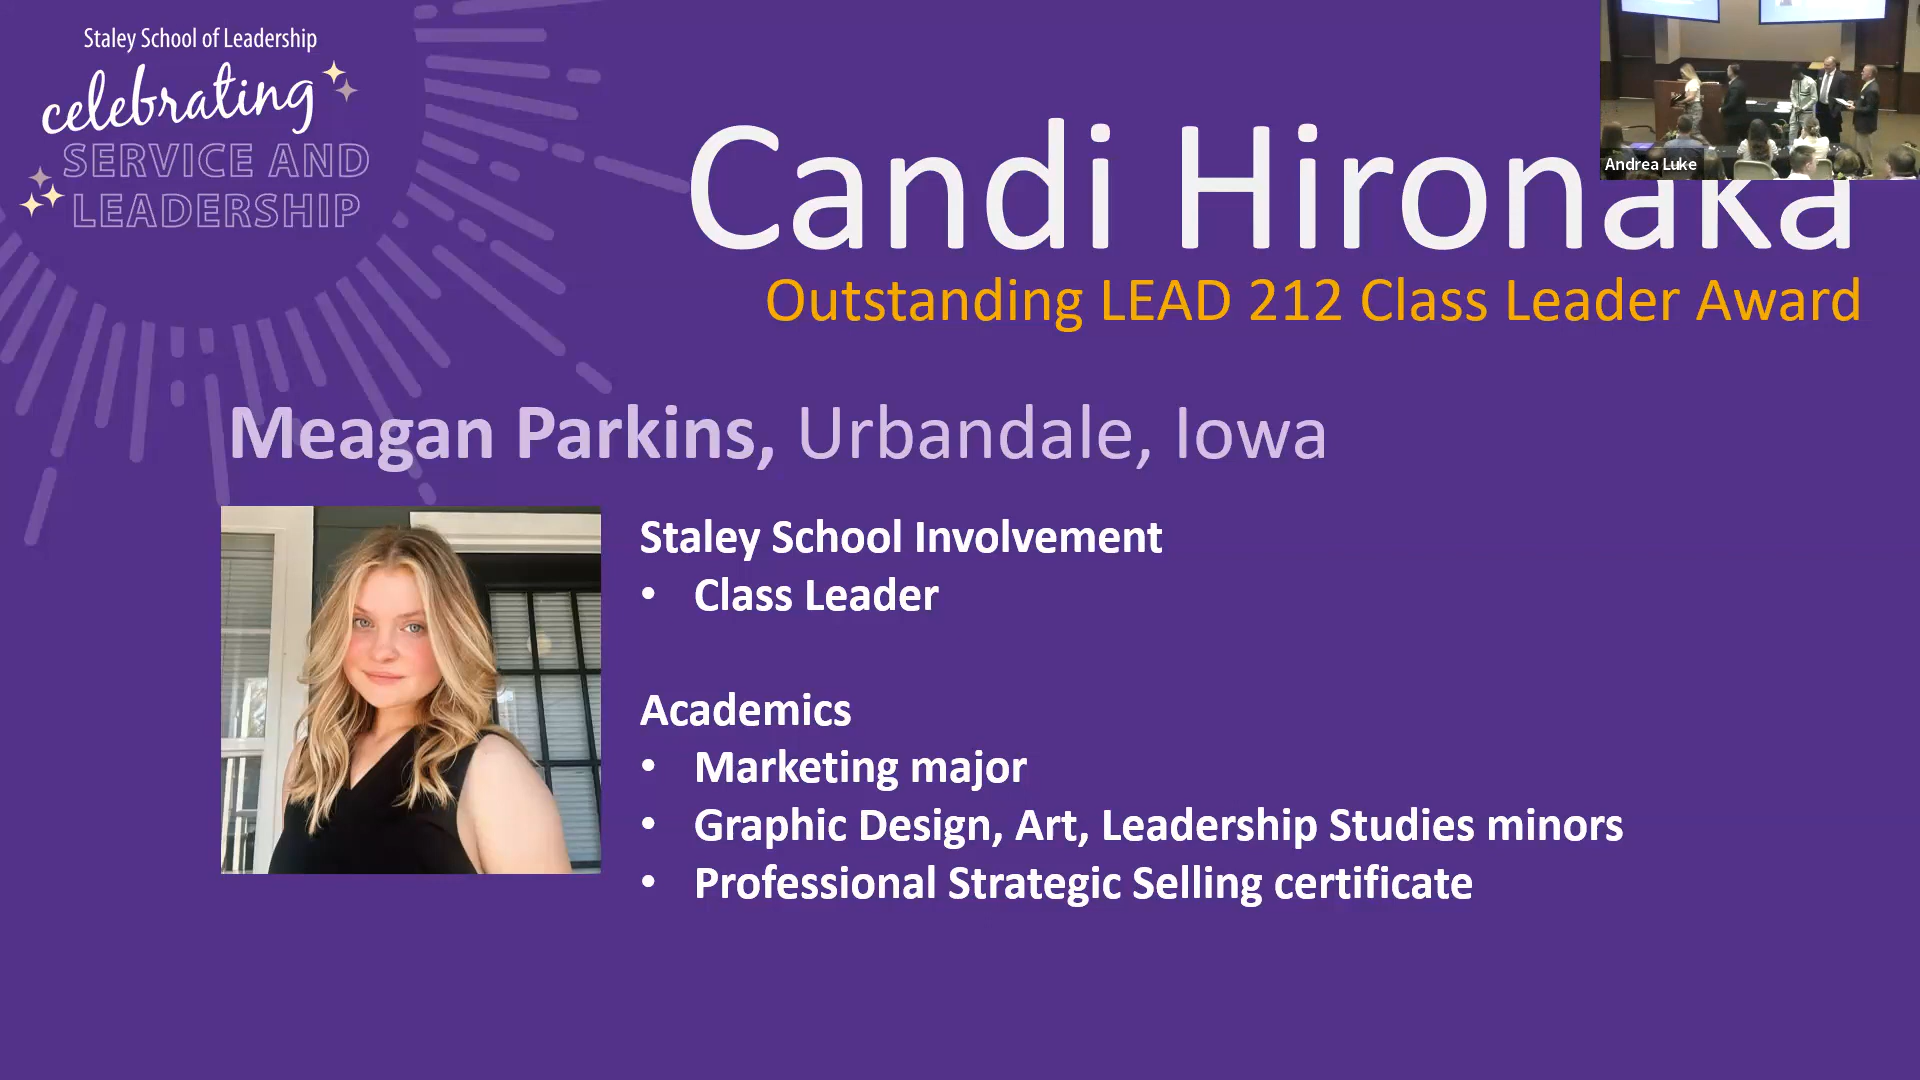 Staley School of Leadership
celebrating
SERVICE AND
LEADERSHIP
Candi Hironaka
Andrea Luke
Outstanding LEAD 212 Class Leader Award
Meagan Parkins, Urbandale, Iowa
Staley School Involvement
• Class Leader
Academics
• Marketing major
• Graphic Design, Art, Leadership Studies minors
• Professional Strategic Selling certificate